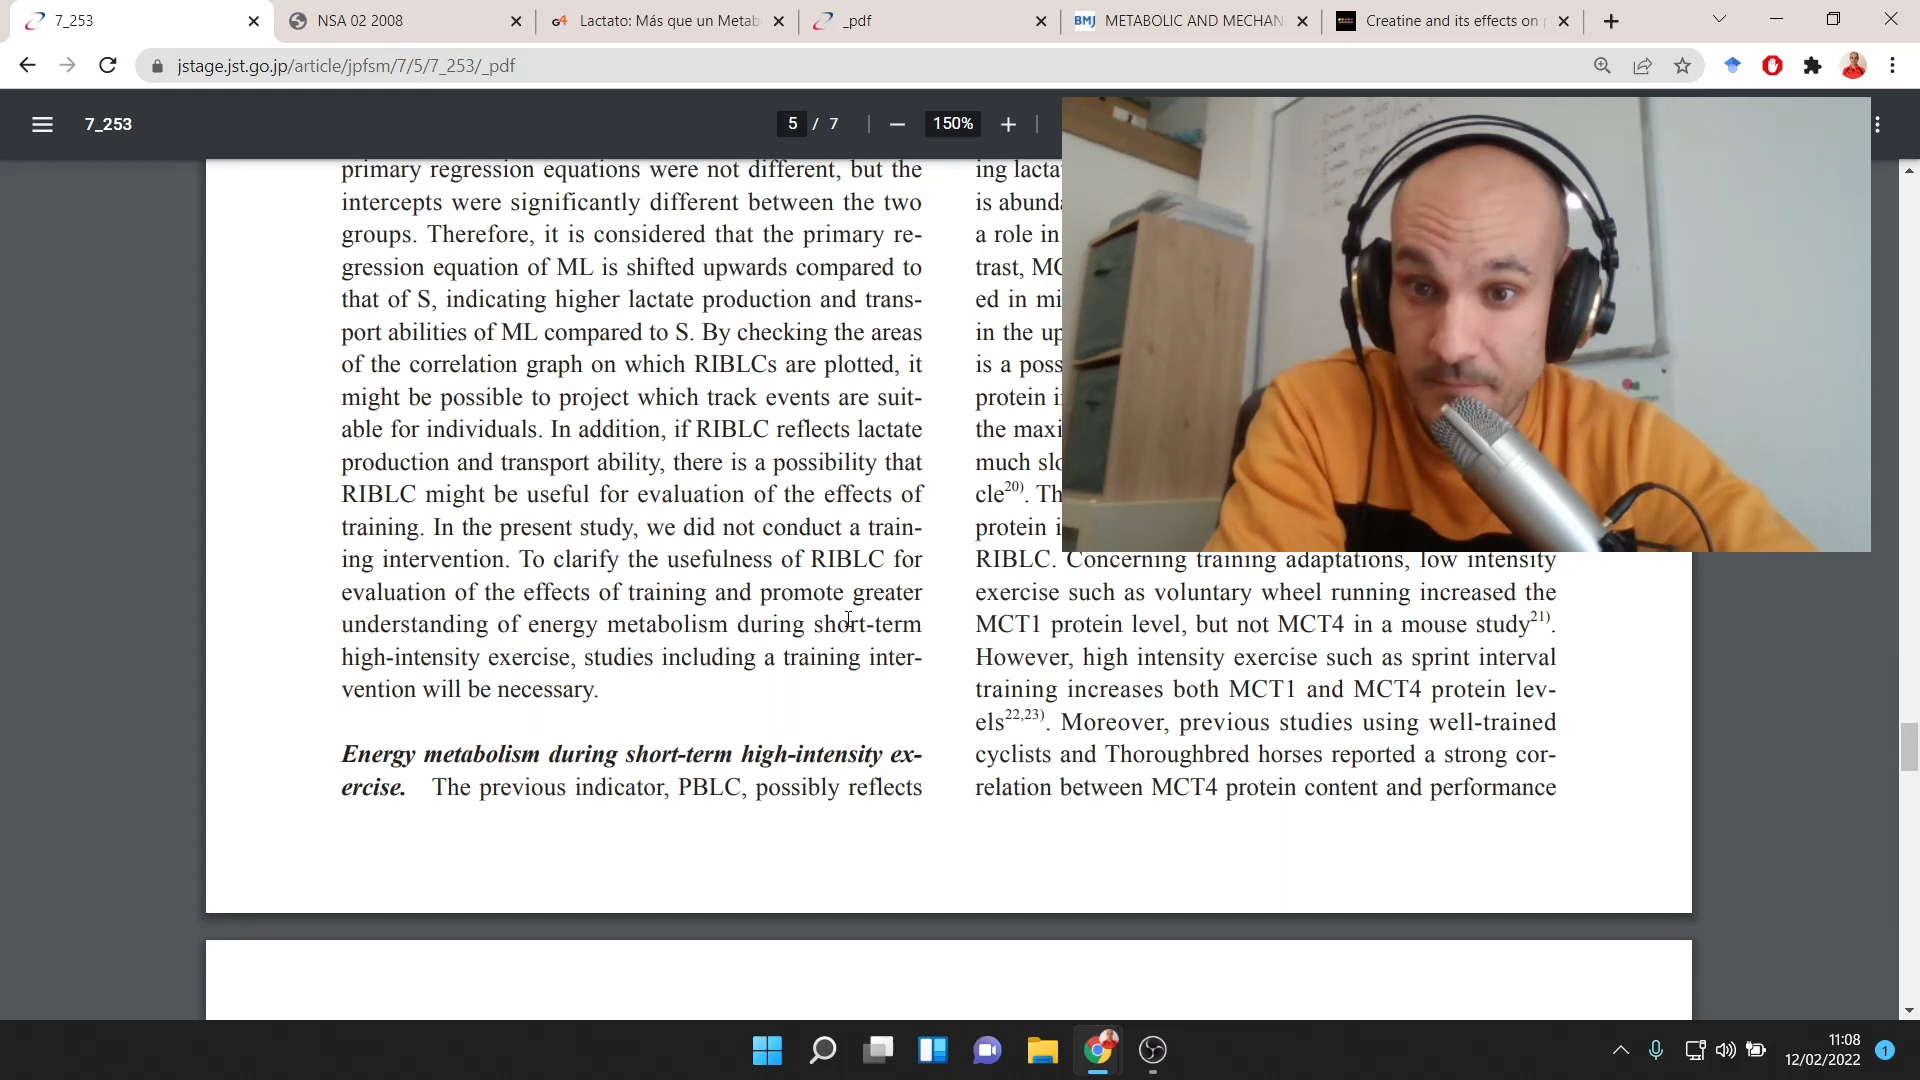 7_253
NSA 02 2008
G4 Lactato: Más que un Metab
_pdf
BMJ METABOLIC AND MECHAN
Creatine and its effects on
jstage.jst.go.jp/article/jpfsm/7/5/7_253/_pdf
7_253
5 / 7
150%
primary regression equations were not different, but the
intercepts were significantly different between the two
groups. Therefore, it is considered that the primary re-
gression equation of ML is shifted upwards compared to
that of S, indicating higher lactate production and trans-
port abilities of ML compared to S. By checking the areas
of the correlation graph on which RIBLCs are plotted, it
might be possible to project which track events are suit-
able for individuals. In addition, if RIBLC reflects lactate
production and transport ability, there is a possibility that
RIBLC might be useful for evaluation of the effects of
training. In the present study, we did not conduct a train-
ing intervention. To clarify the usefulness of RIBLC for
evaluation of the effects of training and promote greater
understanding of energy metabolism during short-term
high-intensity exercise, studies including a training inter-
vention will be necessary.
Energy metabolism during short-term high-intensity ex-
ercise. The previous indicator, PBLC, possibly reflects
ing lacta
is abunda
a role in
trast, MC
ed in mi
in the up
is a poss
protein i
the maxi
much slo
cle20). Th
protein i
RIBLC. Concerning training adaptations, low intensity
exercise such as voluntary wheel running increased the
MCT1 protein level, but not MCT4 in a mouse study21).
However, high intensity exercise such as sprint interval
training increases both MCT1 and MCT4 protein lev-
els22,23). Moreover, previous studies using well-trained
cyclists and Thoroughbred horses reported a strong cor-
relation between MCT4 protein content and performance
11:08
12/02/2022
1